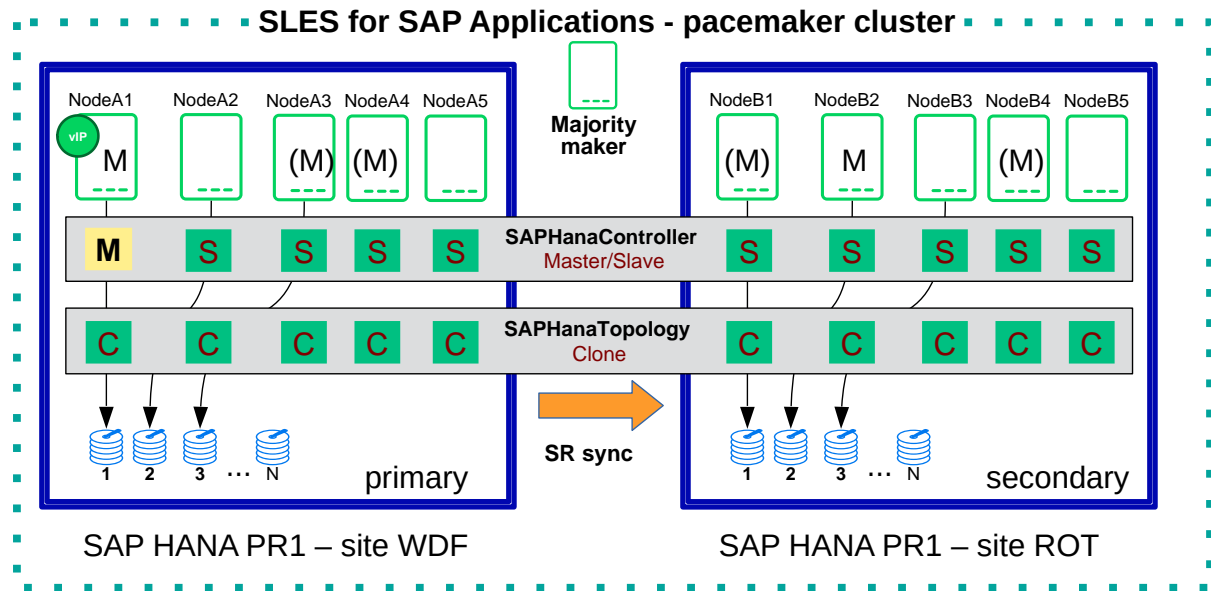 SLES for SAP Applications - pacemaker cluster
NodeA1 NodeA2 NodeA3 NodeA4 NodeA5
Majority
maker
NodeB1 NodeB2 NodeB3 NodeB4 NodeB5
vIP
M (M) (M) (M) M (M)
SAPHanaController
Master/Slave
M S S S S S S S S S
SAPHanaTopology
Clone
C C C C C C C C C C
SR sync
1 2 3 ... N
primary
1 2 3 ... N
secondary
SAP HANA PR1 – site WDF
SAP HANA PR1 – site ROT